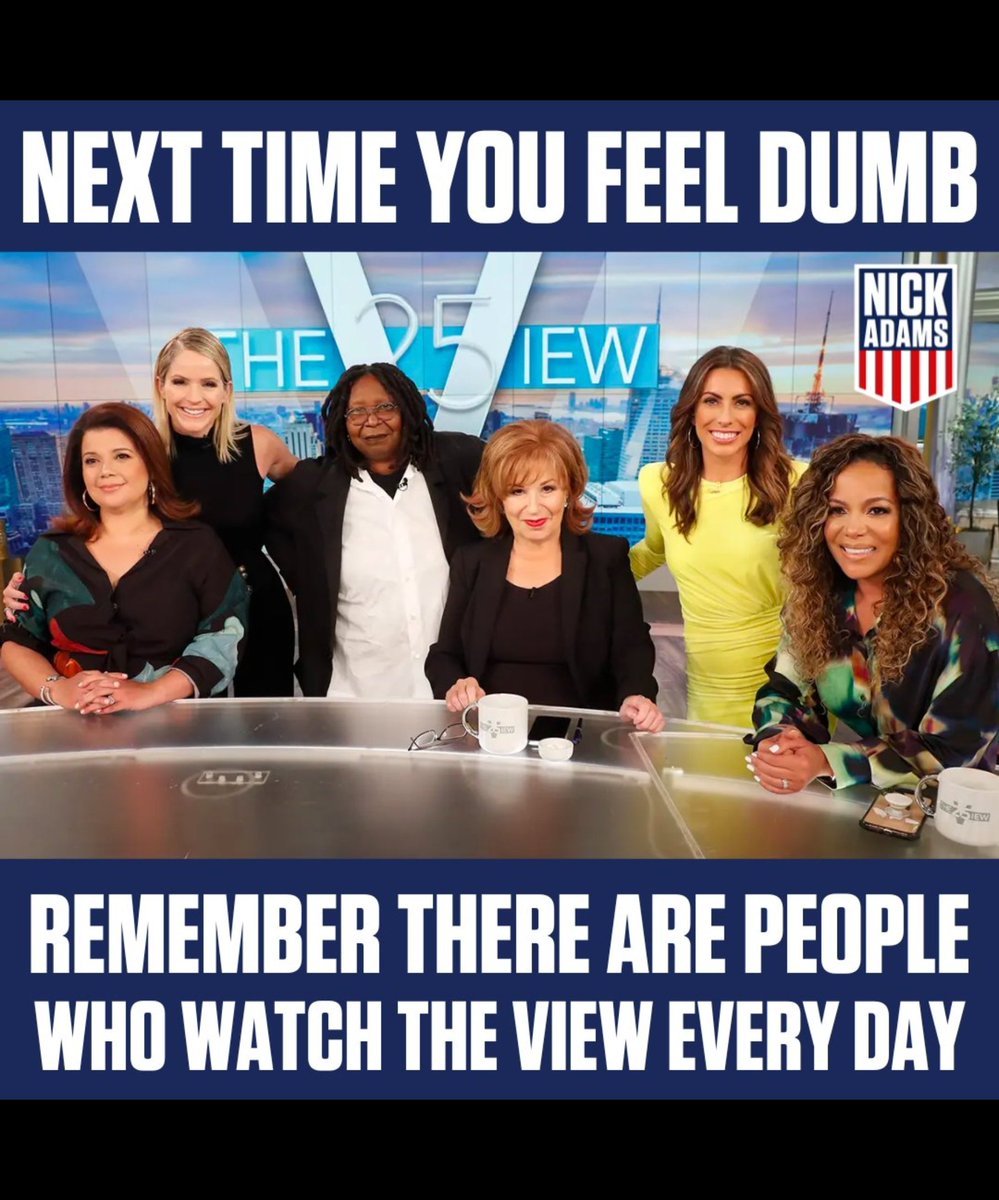 NEXT TIME YOU FEEL DUMB
THE VIEW
25
NICK
ADAMS
REMEMBER THERE ARE PEOPLE
WHO WATCH THE VIEW EVERY DAY